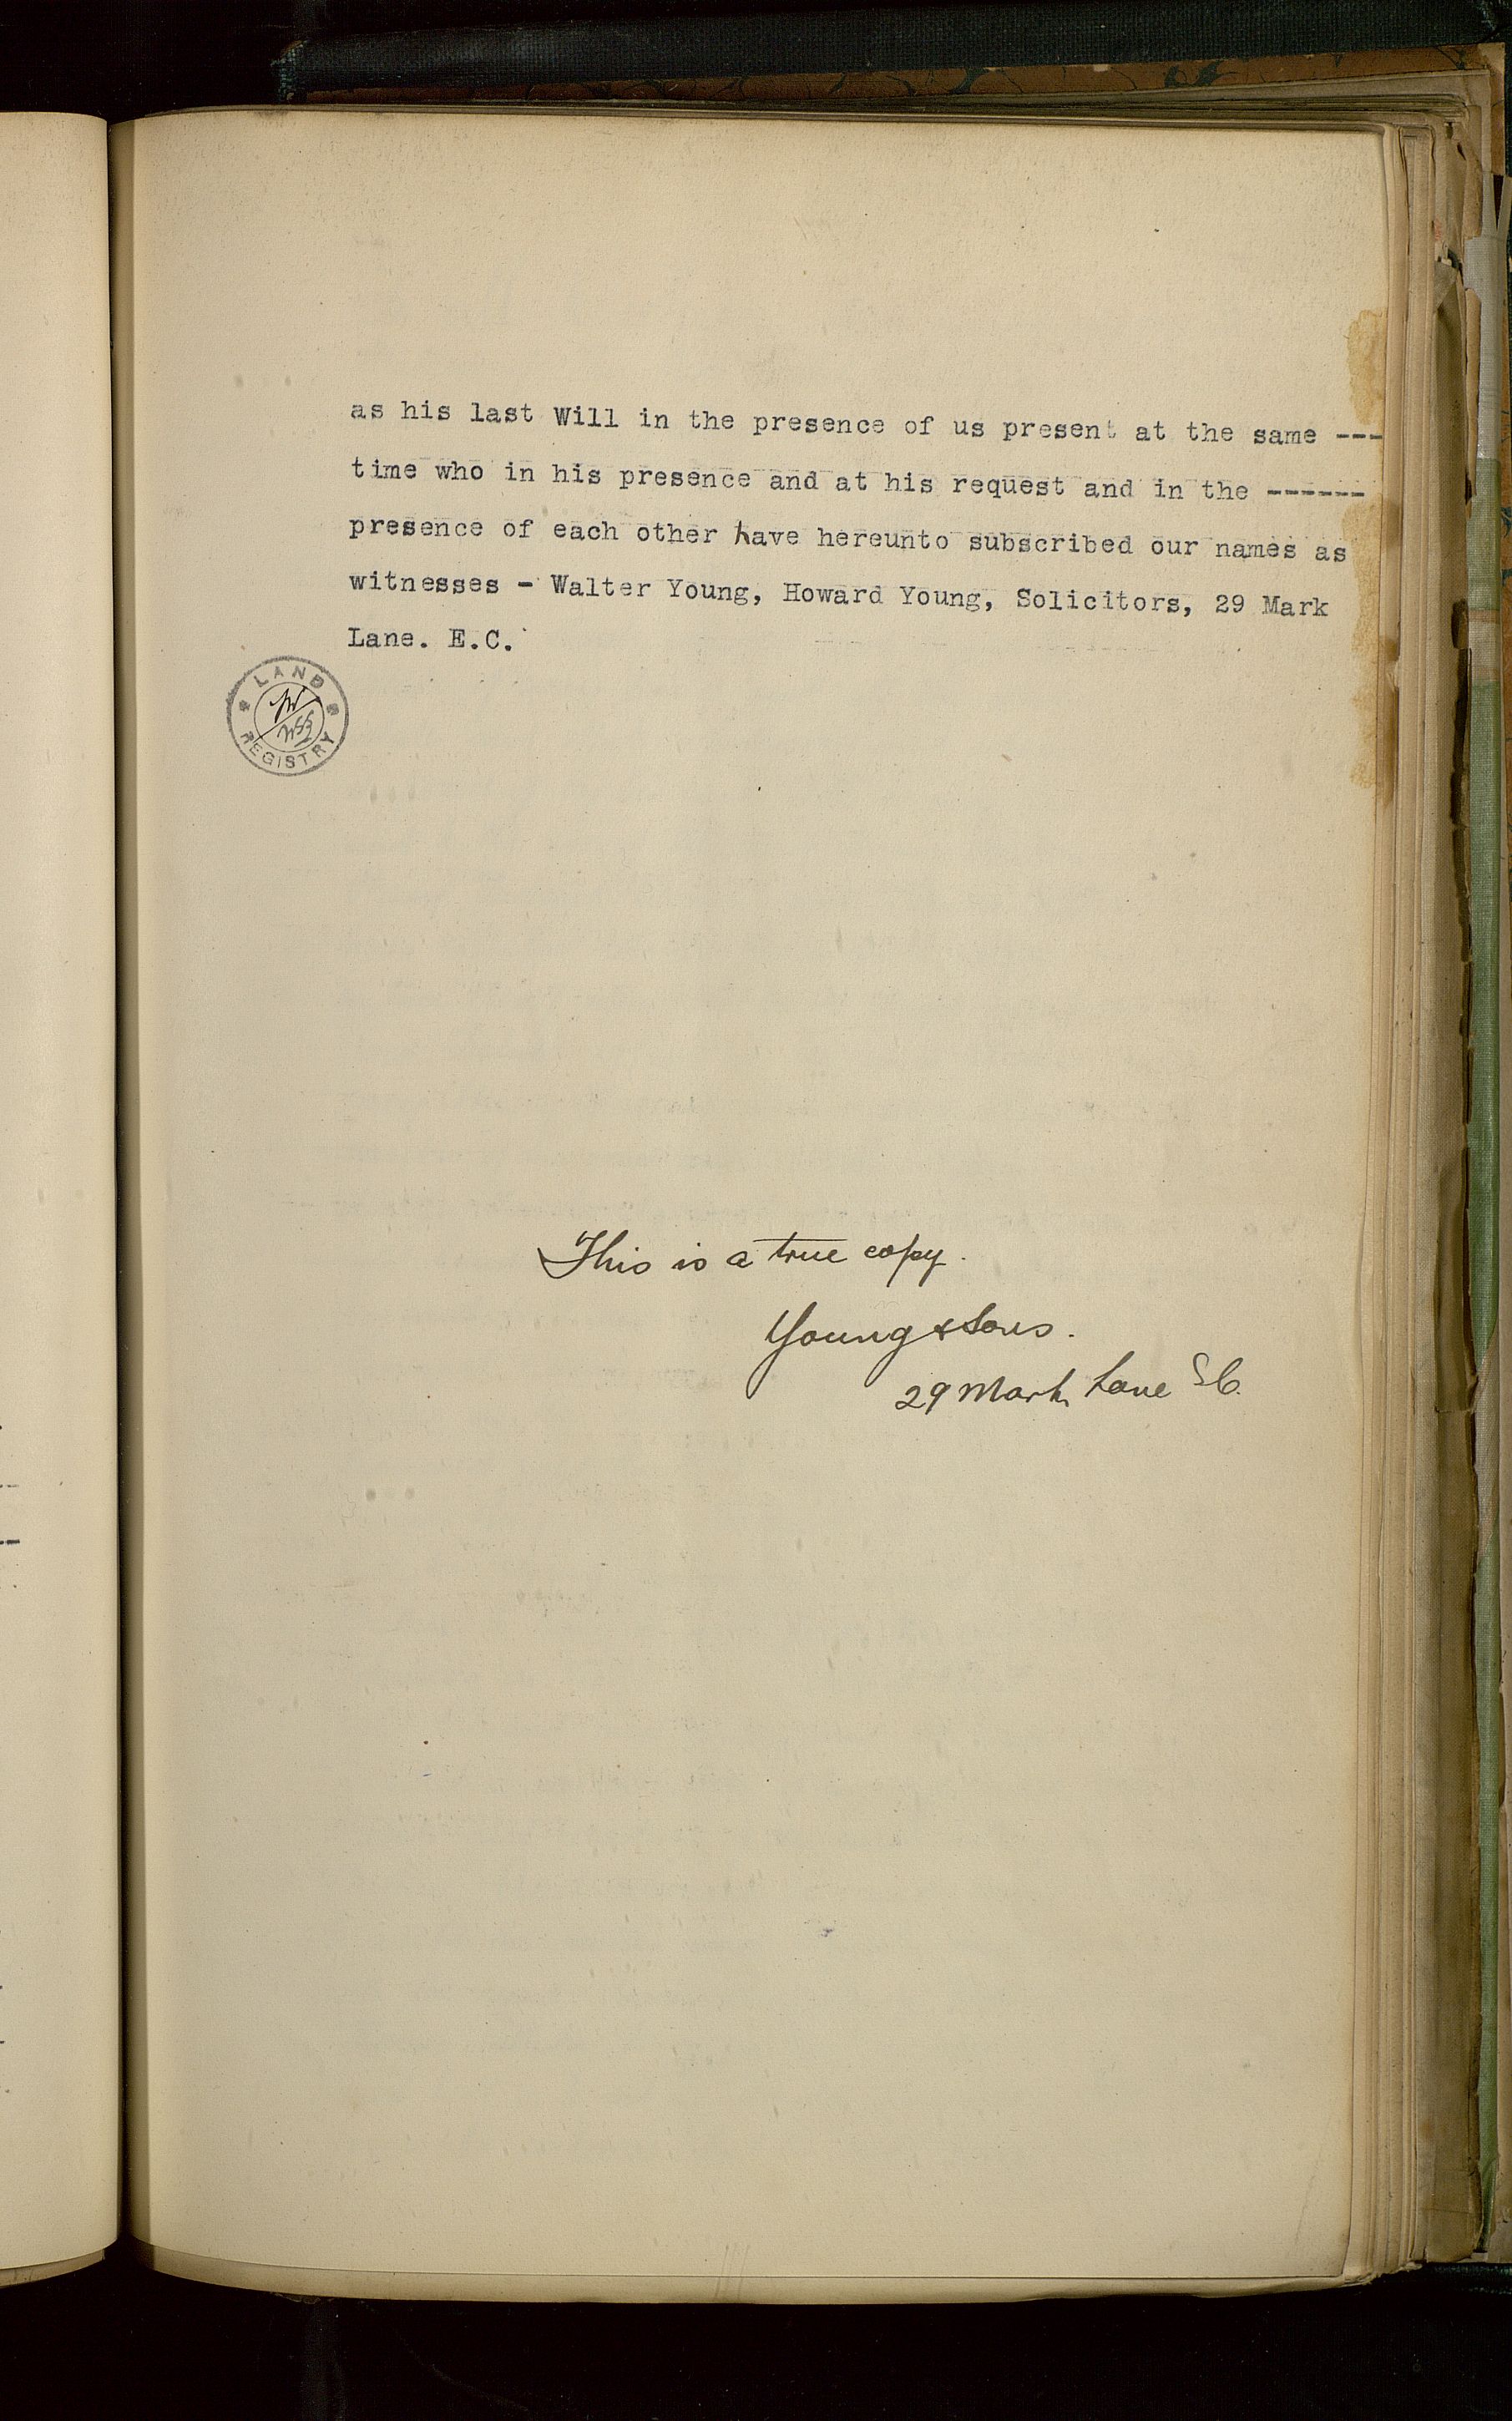 as his last Will in the presence of us present at the same ---
time who in his presence and at his request and in the ------
presence of each other have hereunto subscribed our names as
witnesses - Walter Young, Howard Young, Solicitors, 29 Mark
Lane. E.C.
LAND
REGISTRY
This is a true copy.
Young & Sons.
29 Mark Lane E.C.